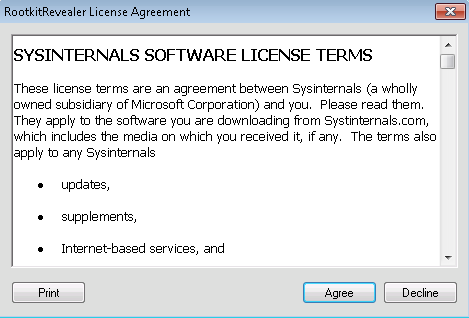 RootkitRevealer License Agreement
SYSINTERNALS SOFTWARE LICENSE TERMS
These license terms are an agreement between Sysinternals (a wholly
owned subsidiary of Microsoft Corporation) and you.  Please read them.
They apply to the software you are downloading from Systinternals.com,
which includes the media on which you received it, if any.  The terms also
apply to any Sysinternals
• updates,
• supplements,
• Internet-based services, and
Print Agree Decline